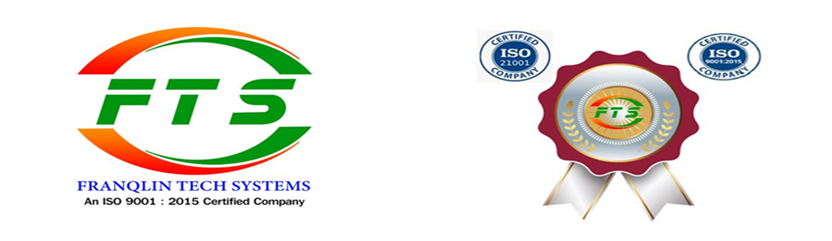 FTS
FRANQLIN TECH SYSTEMS
An ISO 9001 : 2015 Certified Company
CERTIFIED
ISO
21001
COMPANY
FTS
CERTIFIED
ISO
9001:2015
COMPANY